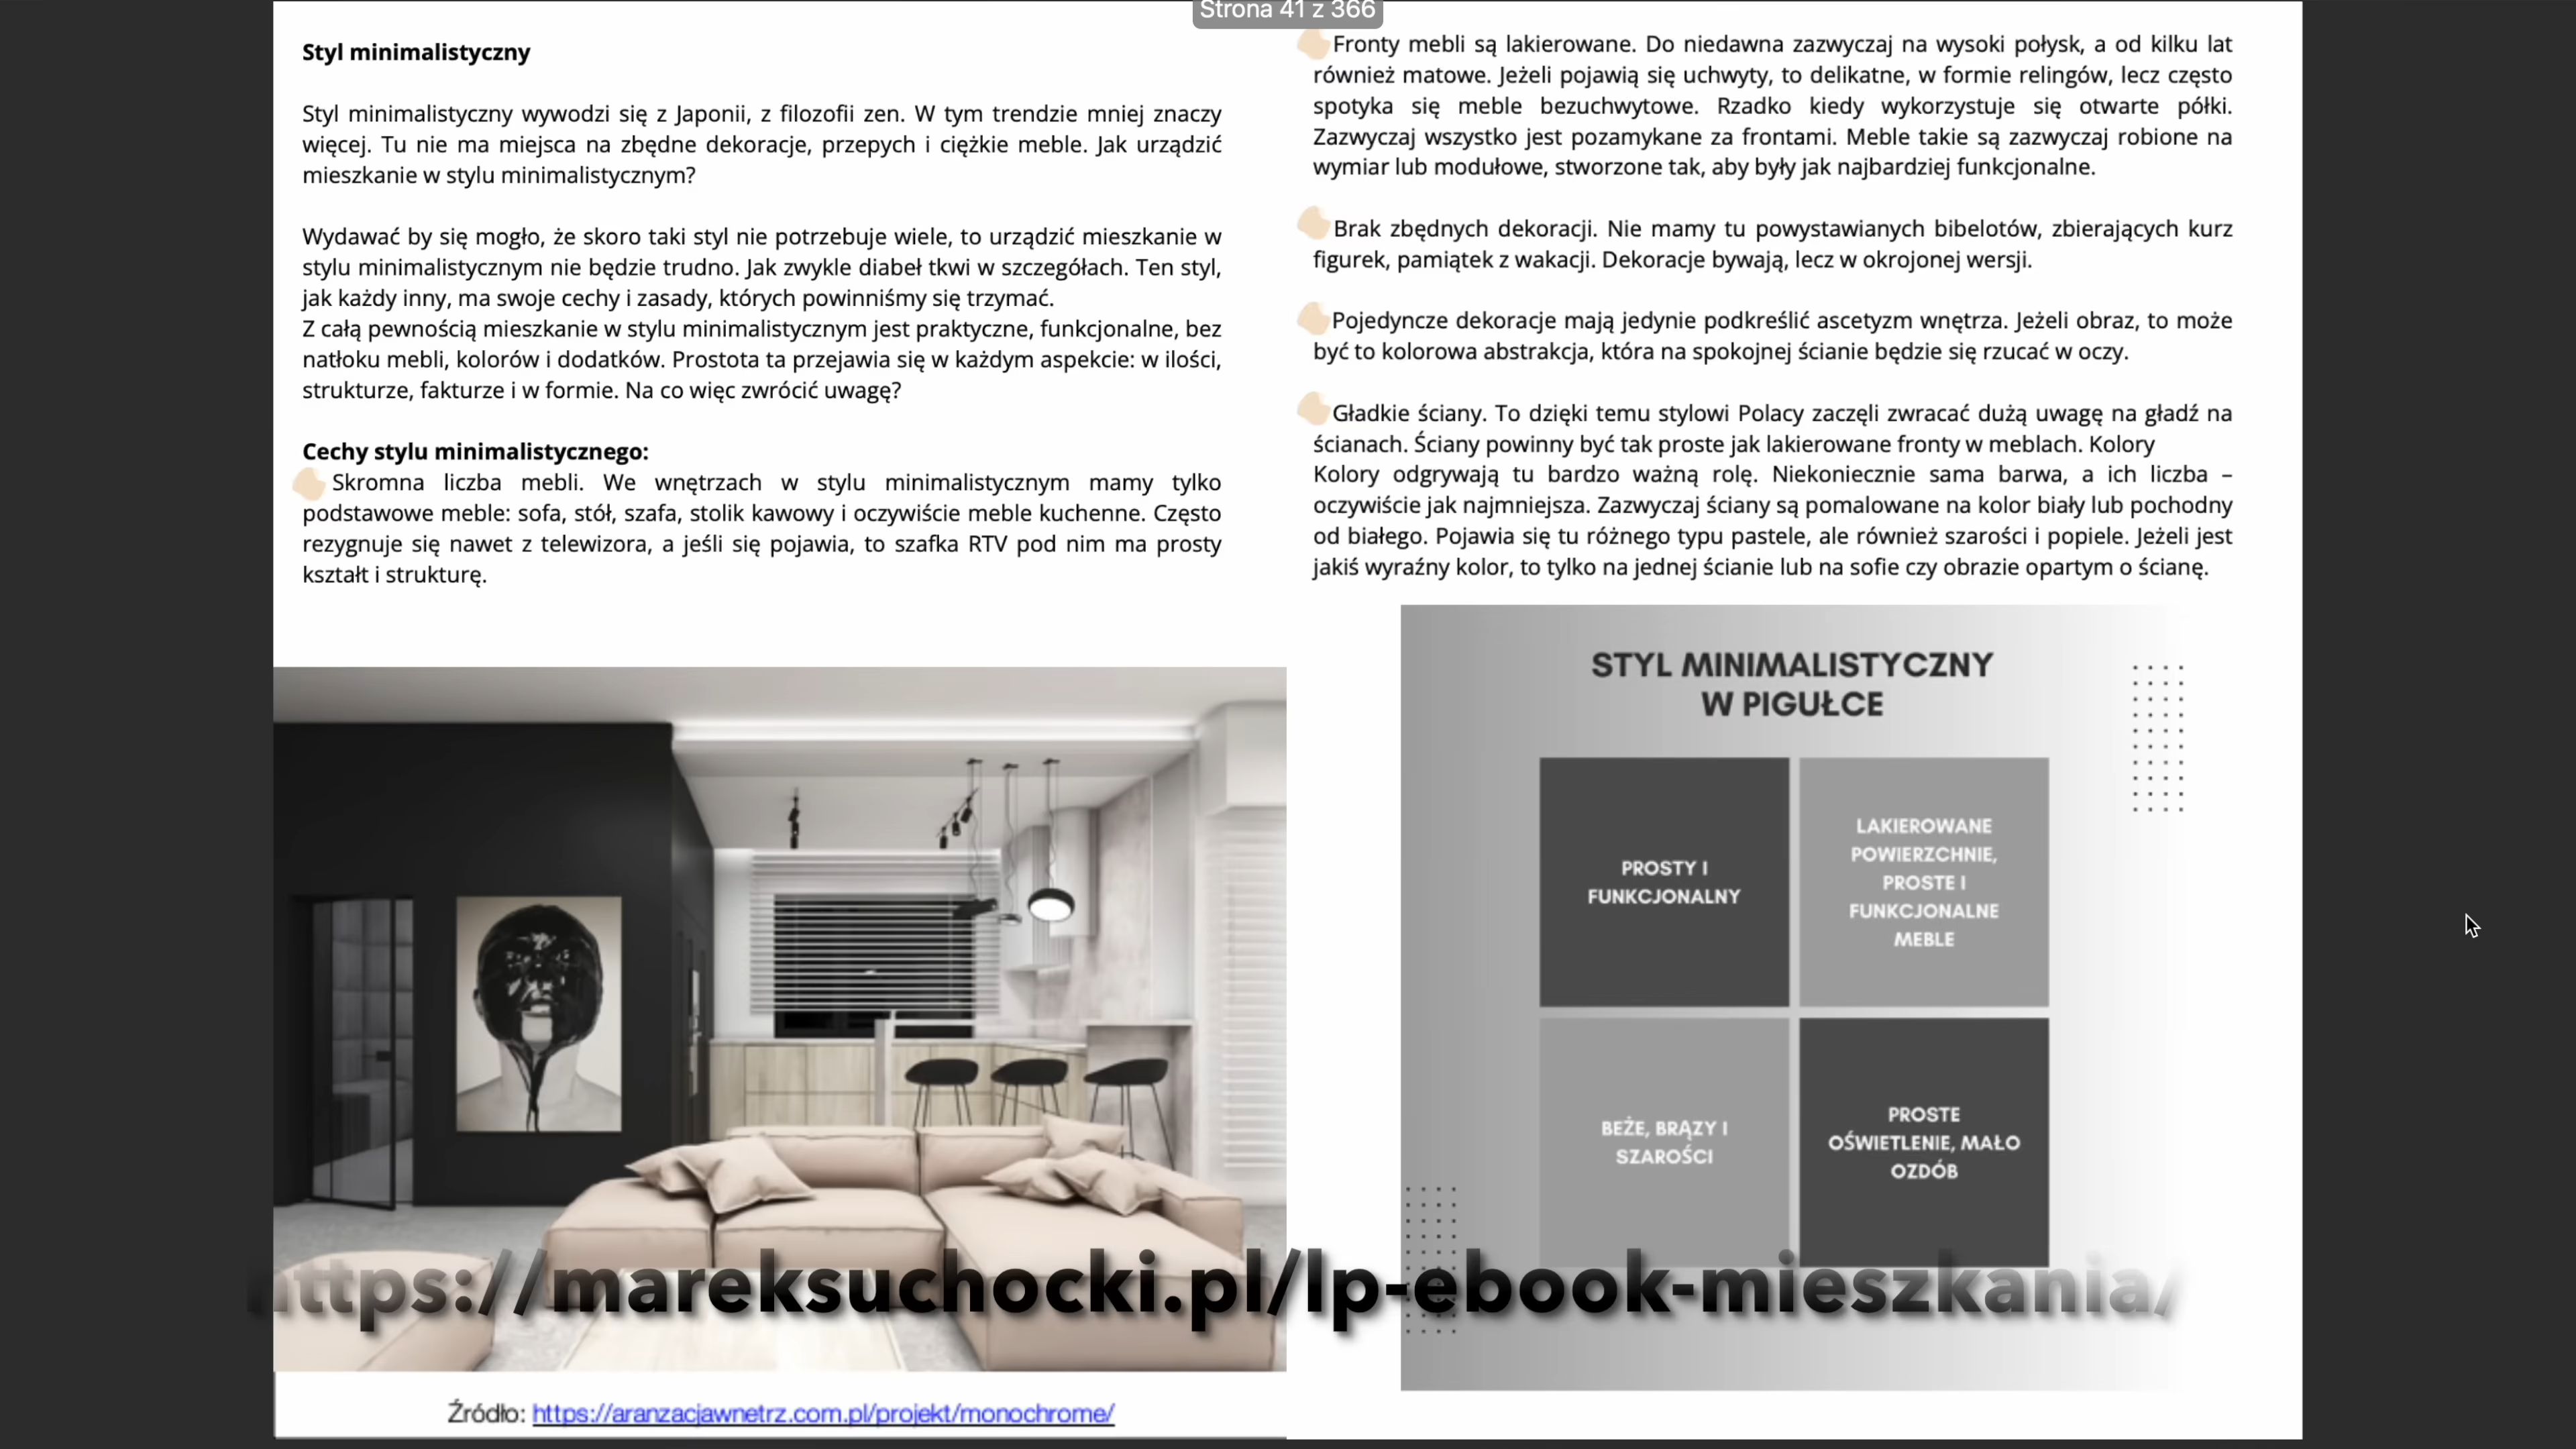 Strona 41 z 366
Styl minimalistyczny
Styl minimalistyczny wywodzi się z Japonii, z filozofii zen. W tym trendzie mniej znaczy
więcej. Tu nie ma miejsca na zbędne dekoracje, przepych i ciężkie meble. Jak urządzić
mieszkanie w stylu minimalistycznym?
Wydawać by się mogło, że skoro taki styl nie potrzebuje wiele, to urządzić mieszkanie w
stylu minimalistycznym nie będzie trudno. Jak zwykle diabeł tkwi w szczegółach. Ten styl,
jak każdy inny, ma swoje cechy i zasady, których powinniśmy się trzymać.
Z całą pewnością mieszkanie w stylu minimalistycznym jest praktyczne, funkcjonalne, bez
natłoku mebli, kolorów i dodatków. Prostota ta przejawia się w każdym aspekcie: w ilości,
strukturze, fakturze i w formie. Na co więc zwrócić uwagę?
Cechy stylu minimalistycznego:
Skromna liczba mebli. We wnętrzach w stylu minimalistycznym mamy tylko
podstawowe meble: sofa, stół, szafa, stolik kawowy i oczywiście meble kuchenne. Często
rezygnuje się nawet z telewizora, a jeśli się pojawia, to szafka RTV pod nim ma prosty
kształt i strukturę.
Źródło: https://aranzacjawnetrz.com.pl/projekt/monochrome/
Fronty mebli są lakierowane. Do niedawna zazwyczaj na wysoki połysk, a od kilku lat
również matowe. Jeżeli pojawią się uchwyty, to delikatne, w formie relingów, lecz często
spotyka się meble bezuchwytowe. Rzadko kiedy wykorzystuje się otwarte półki.
Zazwyczaj wszystko jest pozamykane za frontami. Meble takie są zazwyczaj robione na
wymiar lub modułowe, stworzone tak, aby były jak najbardziej funkcjonalne.
Brak zbędnych dekoracji. Nie mamy tu powystawianych bibelotów, zbierających kurz
figurek, pamiątek z wakacji. Dekoracje bywają, lecz w okrojonej wersji.
Pojedyncze dekoracje mają jedynie podkreślić ascetyzm wnętrza. Jeżeli obraz, to może
być to kolorowa abstrakcja, która na spokojnej ścianie będzie się rzucać w oczy.
Gładkie ściany. To dzięki temu stylowi Polacy zaczęli zwracać dużą uwagę na gładź na
ścianach. Ściany powinny być tak proste jak lakierowane fronty w meblach. Kolory
Kolory odgrywają tu bardzo ważną rolę. Niekoniecznie sama barwa, a ich liczba –
oczywiście jak najmniejsza. Zazwyczaj ściany są pomalowane na kolor biały lub pochodny
od białego. Pojawia się tu różnego typu pastele, ale również szarości i popiele. Jeżeli jest
jakiś wyraźny kolor, to tylko na jednej ścianie lub na sofie czy obrazie opartym o ścianę.
STYL MINIMALISTYCZNY
W PIGUŁCE
PROSTY I
FUNKCJONALNY
LAKIEROWANE
POWIERZCHNIE,
PROSTE I
FUNKCJONALNE
MEBLE
BEŻE, BRĄZY I
SZAROŚCI
PROSTE
OŚWIETLENIE, MAŁO
OZDÓB
https://mareksuchocki.pl/lp-ebook-mieszkania/